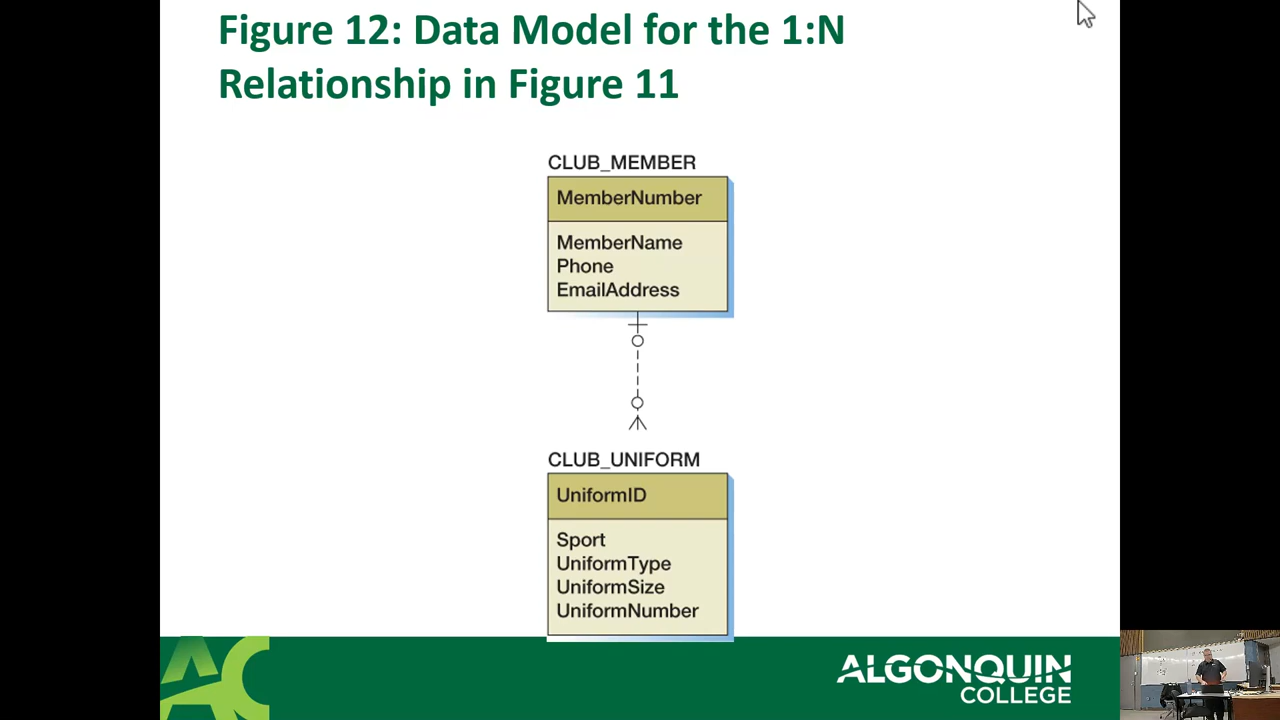 Figure 12: Data Model for the 1:N
Relationship in Figure 11
CLUB_MEMBER
MemberNumber
MemberName
Phone
EmailAddress
CLUB_UNIFORM
UniformID
Sport
UniformType
UniformSize
UniformNumber
AC
ALGONQUIN
COLLEGE